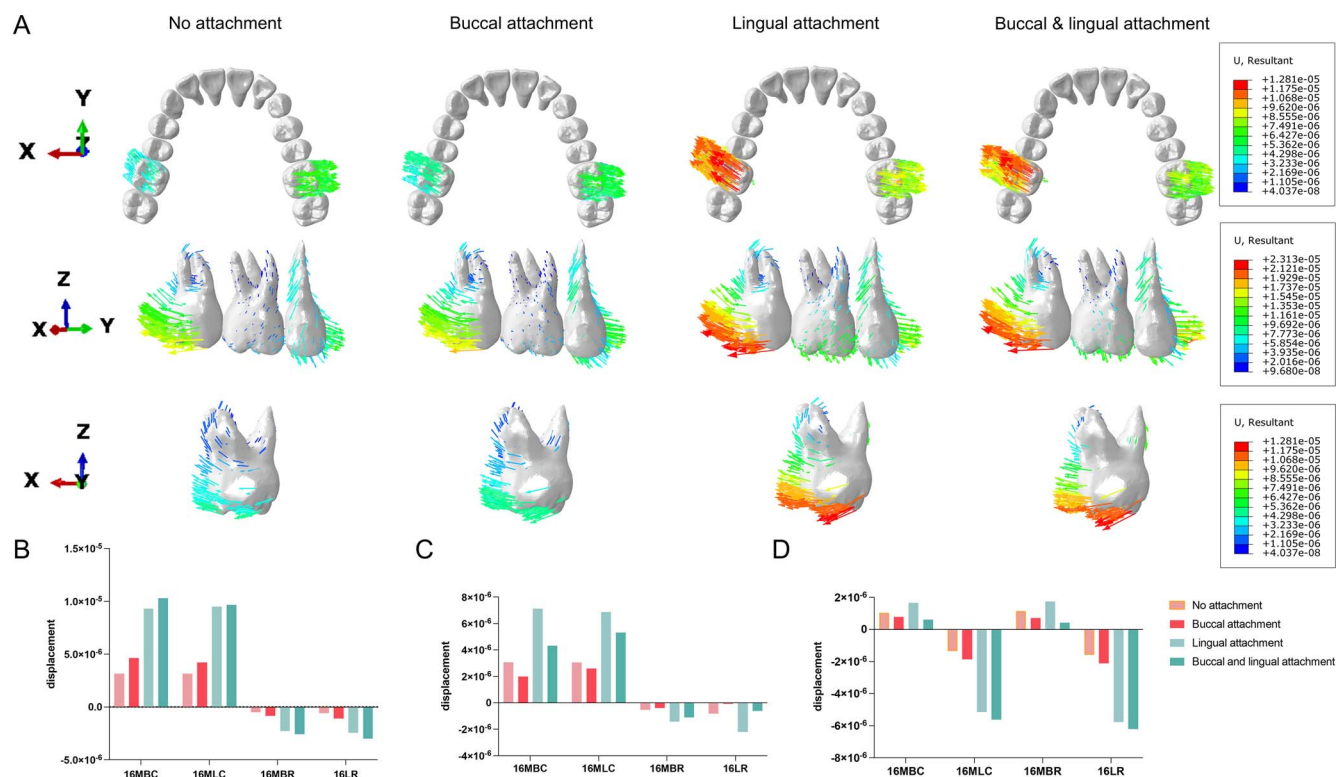 A
No attachment
Buccal attachment
Lingual attachment
Buccal & lingual attachment
Y
X
Z
U, Resultant
+1.281e-05
+1.175e-05
+1.068e-05
+9.620e-06
+8.555e-06
+7.491e-06
+6.427e-06
+5.362e-06
+4.298e-06
+3.233e-06
+2.169e-06
+1.105e-06
+4.037e-08
Z
X
Y
U, Resultant
+2.313e-05
+2.121e-05
+1.929e-05
+1.737e-05
+1.545e-05
+1.353e-05
+1.161e-05
+9.692e-06
+7.773e-06
+5.854e-06
+3.935e-06
+2.016e-06
+9.680e-08
Z
X
Y
U, Resultant
+1.281e-05
+1.175e-05
+1.068e-05
+9.620e-06
+8.555e-06
+7.491e-06
+6.427e-06
+5.362e-06
+4.298e-06
+3.233e-06
+2.169e-06
+1.105e-06
+4.037e-08
B
displacement
1.5×10⁻⁵
1.0×10⁻⁵
5.0×10⁻⁶
0.0
-5.0×10⁻⁶
16MBC
16MLC
16MBR
16LR
C
displacement
8×10⁻⁶
6×10⁻⁶
4×10⁻⁶
2×10⁻⁶
0
-2×10⁻⁶
-4×10⁻⁶
16MBC
16MLC
16MBR
16LR
D
displacement
2×10⁻⁶
0
-2×10⁻⁶
-4×10⁻⁶
-6×10⁻⁶
-8×10⁻⁶
16MBC
16MLC
16MBR
16LR
No attachment
Buccal attachment
Lingual attachment
Buccal and lingual attachment